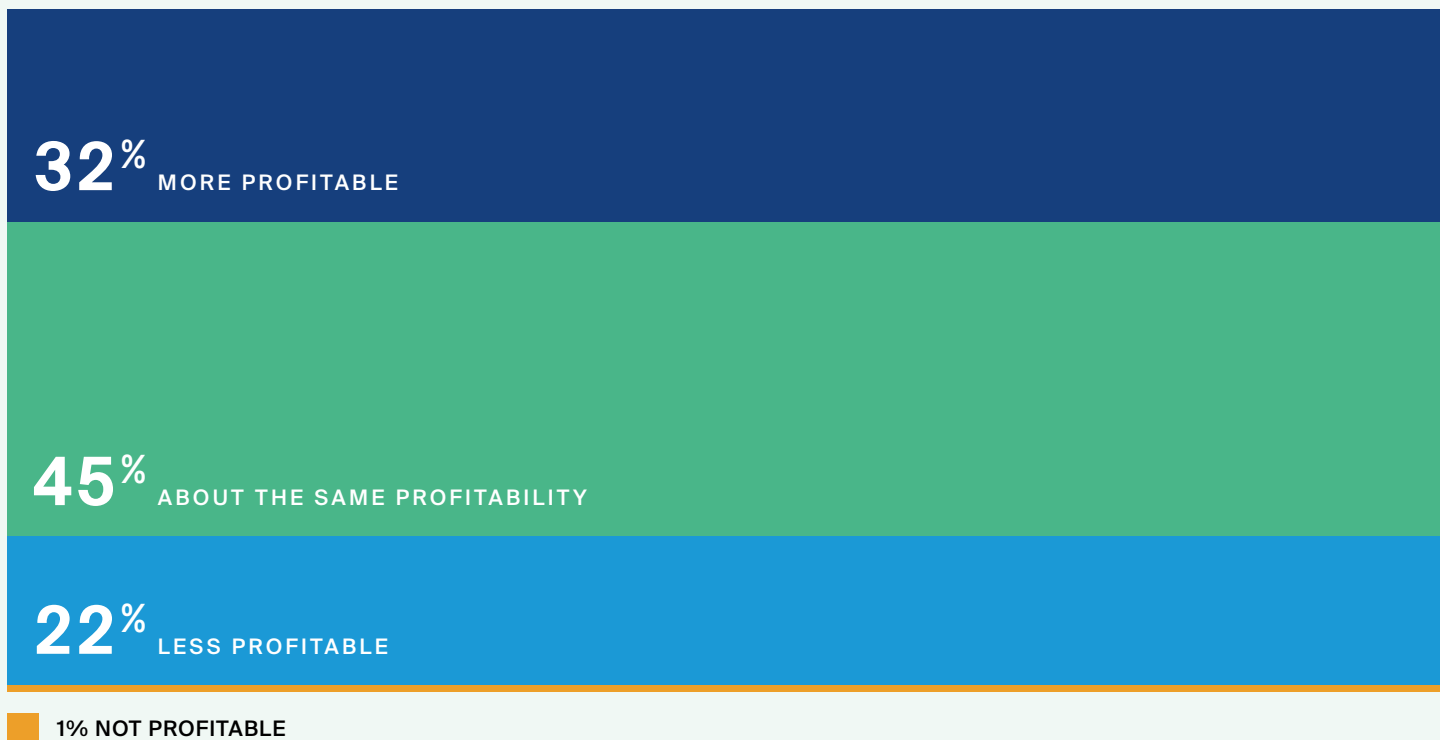 32% MORE PROFITABLE
45% ABOUT THE SAME PROFITABILITY
22% LESS PROFITABLE
1% NOT PROFITABLE